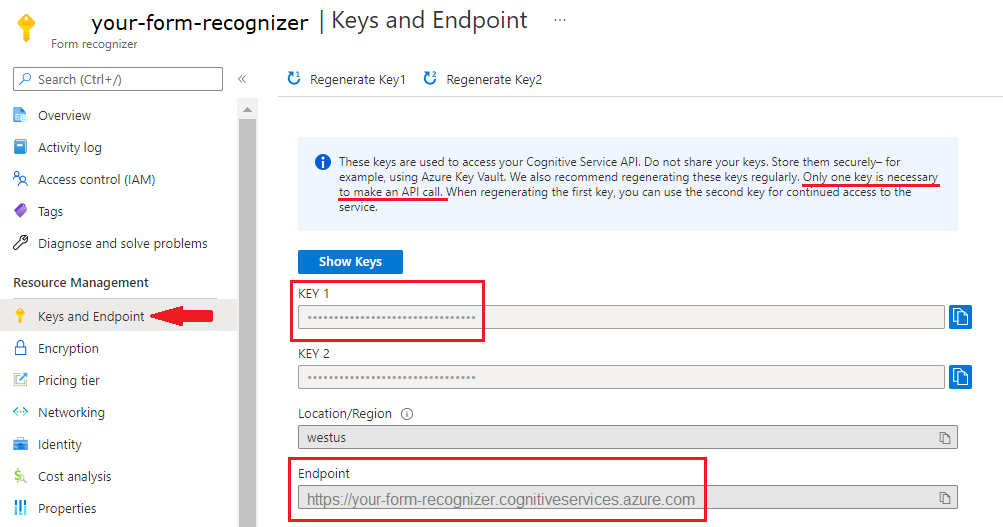 your-form-recognizer | Keys and Endpoint ...
Form recognizer
Search (Ctrl+/)
«
Regenerate Key1
Regenerate Key2
Overview
Activity log
Access control (IAM)
Tags
Diagnose and solve problems
Resource Management
Keys and Endpoint
Encryption
Pricing tier
Networking
Identity
Cost analysis
Properties
These keys are used to access your Cognitive Service API. Do not share your keys. Store them securely– for
example, using Azure Key Vault. We also recommend regenerating these keys regularly. Only one key is necessary
to make an API call. When regenerating the first key, you can use the second key for continued access to the
service.
Show Keys
KEY 1
••••••••••••••••••••••••••••••••
KEY 2
••••••••••••••••••••••••••••••••
Location/Region
westus
Endpoint
https://your-form-recognizer.cognitiveservices.azure.com